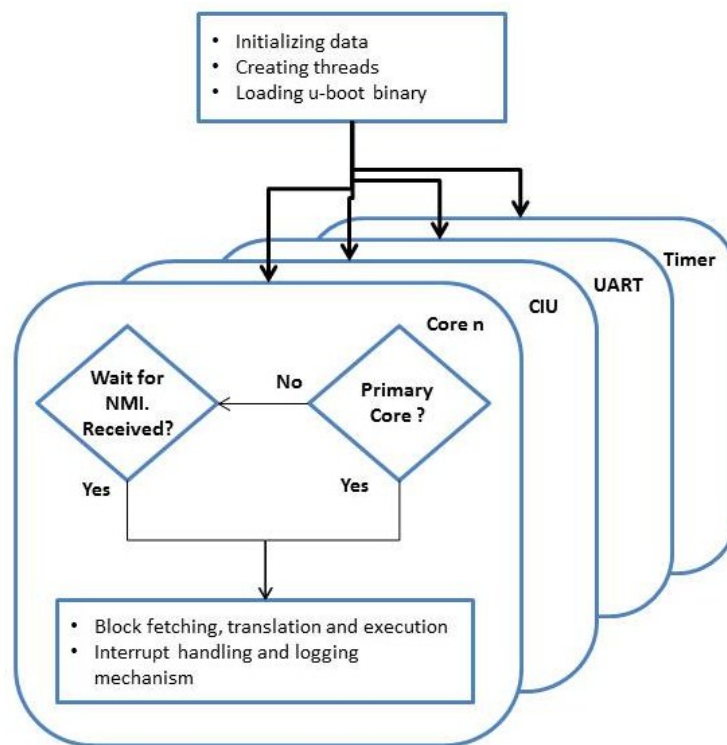 • Initializing data
• Creating threads
• Loading u-boot binary
Timer
UART
CIU
Core n
Wait for
NMI.
Received?
No
Primary
Core ?
Yes
Yes
• Block fetching, translation and execution
• Interrupt handling and logging
mechanism